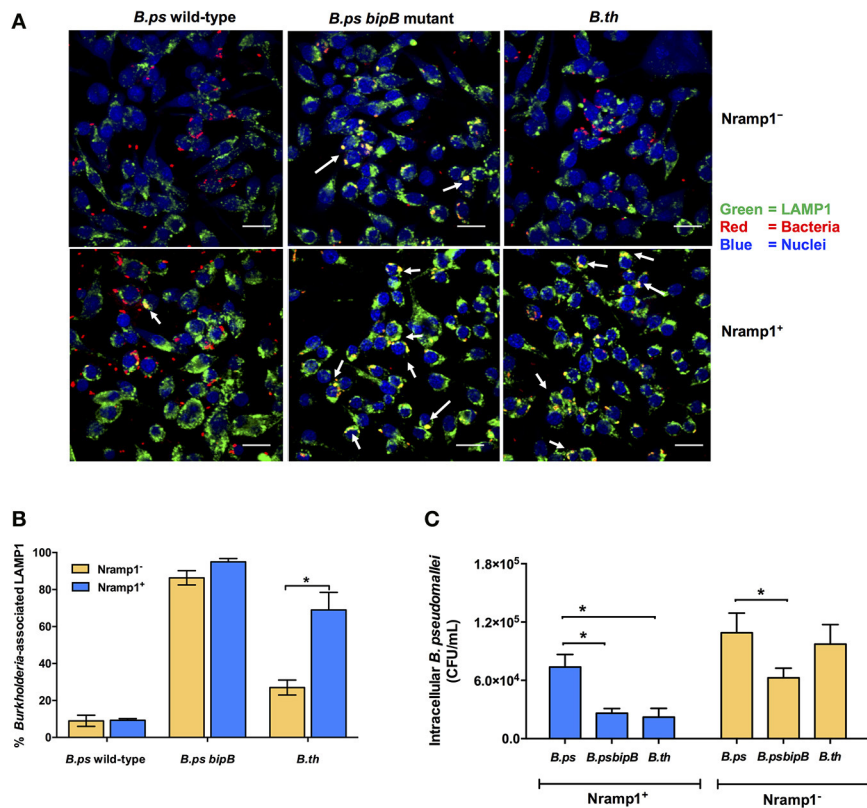 A
B.ps wild-type
B.ps bipB mutant
B.th
Nramp1⁻
Green = LAMP1
Red = Bacteria
Blue = Nuclei
Nramp1⁺
B
% Burkholderia-associated LAMP1
100
80
60
40
20
0
Nramp1⁻
Nramp1⁺
*
B.ps wild-type
B.ps bipB
B.th
C
Intracellular B. pseudomallei
(CFU/mL)
1.8×10⁵
1.2×10⁵
6.0×10⁴
0.0
*
*
*
B.ps
B.psbipB
B.th
B.ps
B.psbipB
B.th
Nramp1⁺
Nramp1⁻